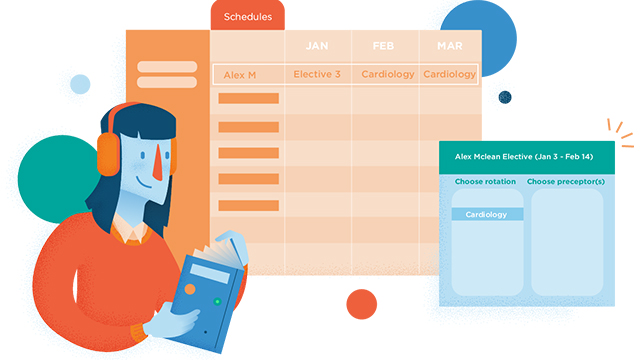 Schedules
JAN FEB MAR
Alex M Elective 3 Cardiology Cardiology
Alex Mclean Elective (Jan 3 - Feb 14)
Choose rotation Choose preceptor(s)
Cardiology